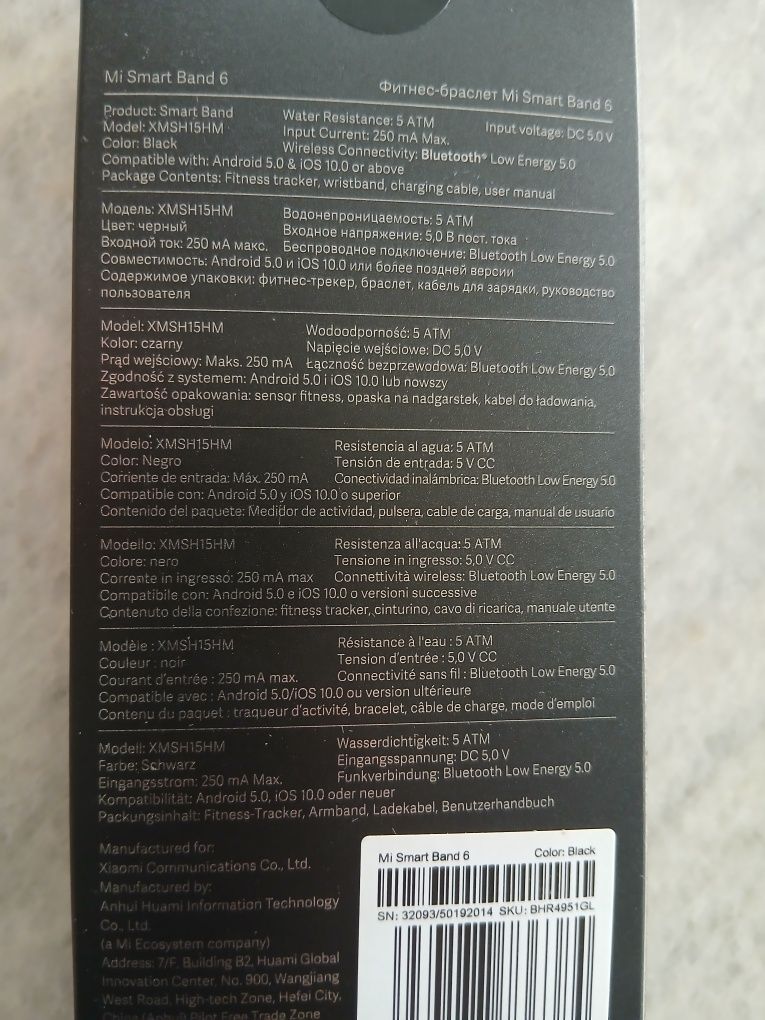 Mi Smart Band 6
Фитнес-браслет Mi Smart Band 6
Product: Smart Band Water Resistance: 5 ATM Input voltage: DC 5.0 V
Model: XMSH15HM Input Current: 250 mA Max.
Color: Black Wireless Connectivity: Bluetooth® Low Energy 5.0
Compatible with: Android 5.0 & iOS 10.0 or above
Package Contents: Fitness tracker, wristband, charging cable, user manual
Модель: XMSH15HM Водонепроницаемость: 5 ATM
Цвет: черный Входное напряжение: 5,0 В пост. тока
Входной ток: 250 мА макс. Беспроводное подключение: Bluetooth Low Energy 5.0
Совместимость: Android 5.0 и iOS 10.0 или более поздней версии
Содержимое упаковки: фитнес-трекер, браслет, кабель для зарядки, руководство
пользователя
Model: XMSH15HM Wodoodporność: 5 ATM
Kolor: czarny Napięcie wejściowe: DC 5,0 V
Prąd wejściowy: Maks. 250 mA Łączność bezprzewodowa: Bluetooth Low Energy 5.0
Zgodność z systemem: Android 5.0 i iOS 10.0 lub nowszy
Zawartość opakowania: sensor fitness, opaska na nadgarstek, kabel do ładowania,
instrukcja obsługi
Modelo: XMSH15HM Resistencia al agua: 5 ATM
Color: Negro Tensión de entrada: 5 V CC
Corriente de entrada: Máx. 250 mA Conectividad inalámbrica: Bluetooth Low Energy 5.0
Compatible con: Android 5.0 y iOS 10.0 o superior
Contenido del paquete: Medidor de actividad, pulsera, cable de carga, manual de usuario
Modello: XMSH15HM Resistenza all'acqua: 5 ATM
Colore: nero Tensione in ingresso: 5,0 V CC
Corrente in ingresso: 250 mA max Connettività wireless: Bluetooth Low Energy 5.0
Compatibile con: Android 5.0 e iOS 10.0 o versioni successive
Contenuto della confezione: fitness tracker, cinturino, cavo di ricarica, manuale utente
Modèle : XMSH15HM Résistance à l'eau : 5 ATM
Couleur : noir Tension d'entrée : 5,0 V CC
Courant d'entrée : 250 mA max. Connectivité sans fil : Bluetooth Low Energy 5.0
Compatible avec : Android 5.0/iOS 10.0 ou version ultérieure
Contenu du paquet : traqueur d'activité, bracelet, câble de charge, mode d'emploi
Modell: XMSH15HM Wasserdichtigkeit: 5 ATM
Farbe: Schwarz Eingangsspannung: DC 5,0 V
Eingangsstrom: 250 mA Max. Funkverbindung: Bluetooth Low Energy 5.0
Kompatibilität: Android 5.0, iOS 10.0 oder neuer
Packungsinhalt: Fitness-Tracker, Armband, Ladekabel, Benutzerhandbuch
Manufactured for:
Xiaomi Communications Co., Ltd.
Manufactured by:
Anhui Huami Information Technology
Co., Ltd.
(a Mi Ecosystem company)
Address: 7/F, Building B2, Huami Global
Innovation Center, No. 900, Wangjiang
West Road, High-tech Zone, Hefei City,
China (Anhui) Pilot Free Trade Zone
Mi Smart Band 6 Color: Black
SN: 32093/50192014 SKU: BHR4951GL